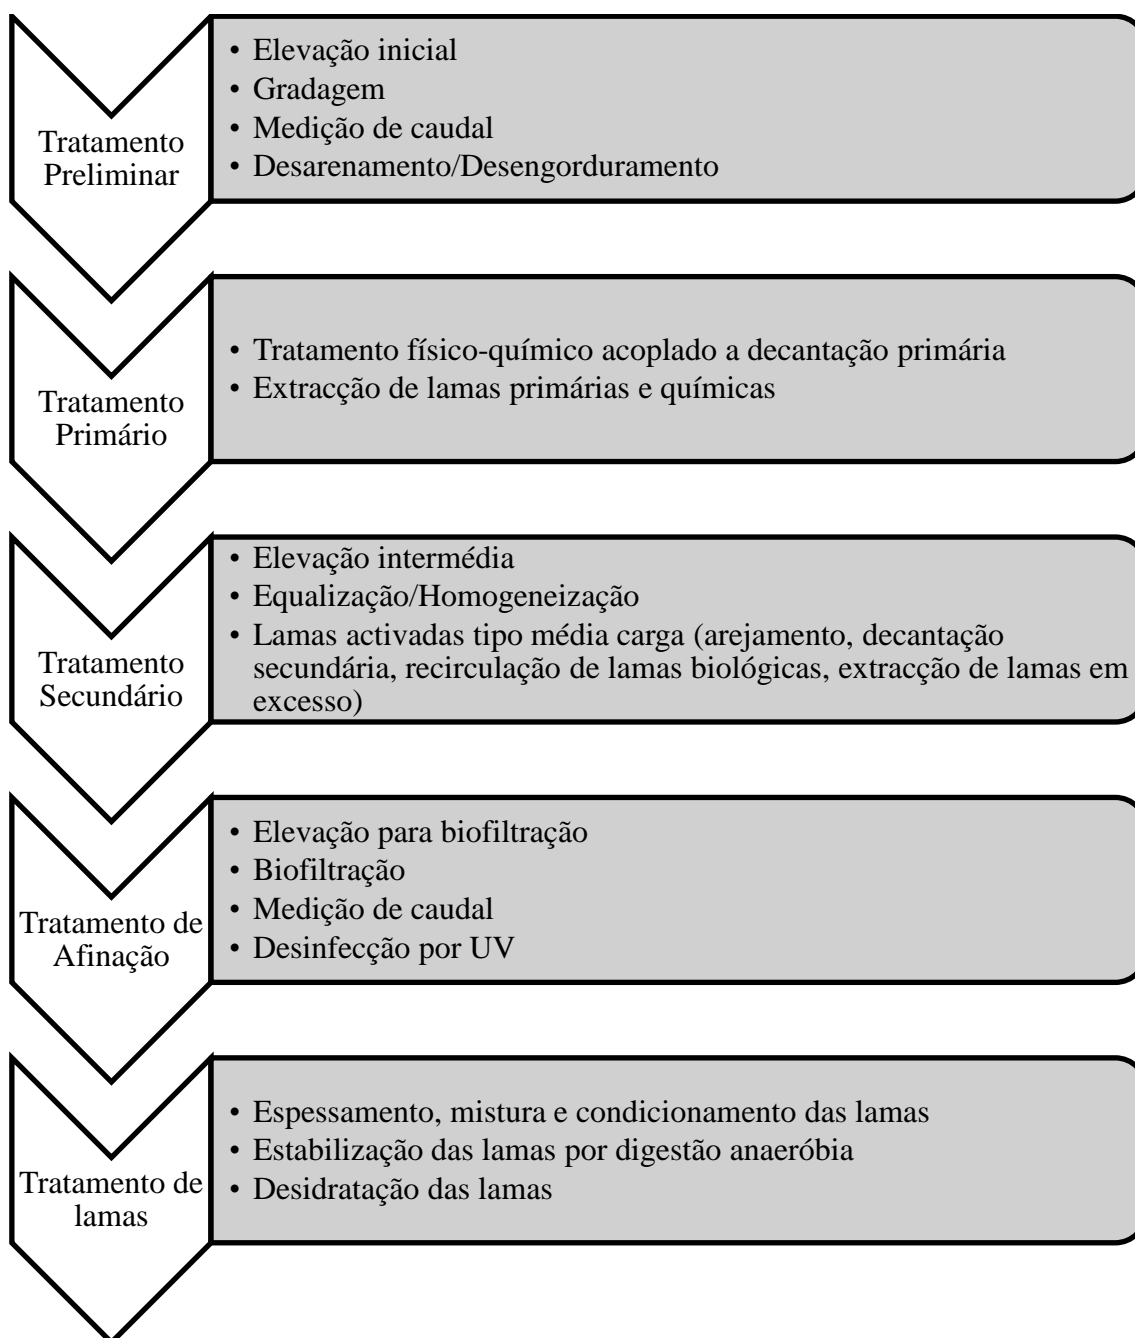 Tratamento
Preliminar
• Elevação inicial
• Gradagem
• Medição de caudal
• Desarenamento/Desengorduramento
Tratamento
Primário
• Tratamento físico-químico acoplado a decantação primária
• Extracção de lamas primárias e químicas
Tratamento
Secundário
• Elevação intermédia
• Equalização/Homogeneização
• Lamas activadas tipo média carga (arejamento, decantação
secundária, recirculação de lamas biológicas, extracção de lamas em
excesso)
Tratamento de
Afinação
• Elevação para biofiltração
• Biofiltração
• Medição de caudal
• Desinfecção por UV
Tratamento de
lamas
• Espessamento, mistura e condicionamento das lamas
• Estabilização das lamas por digestão anaeróbia
• Desidratação das lamas